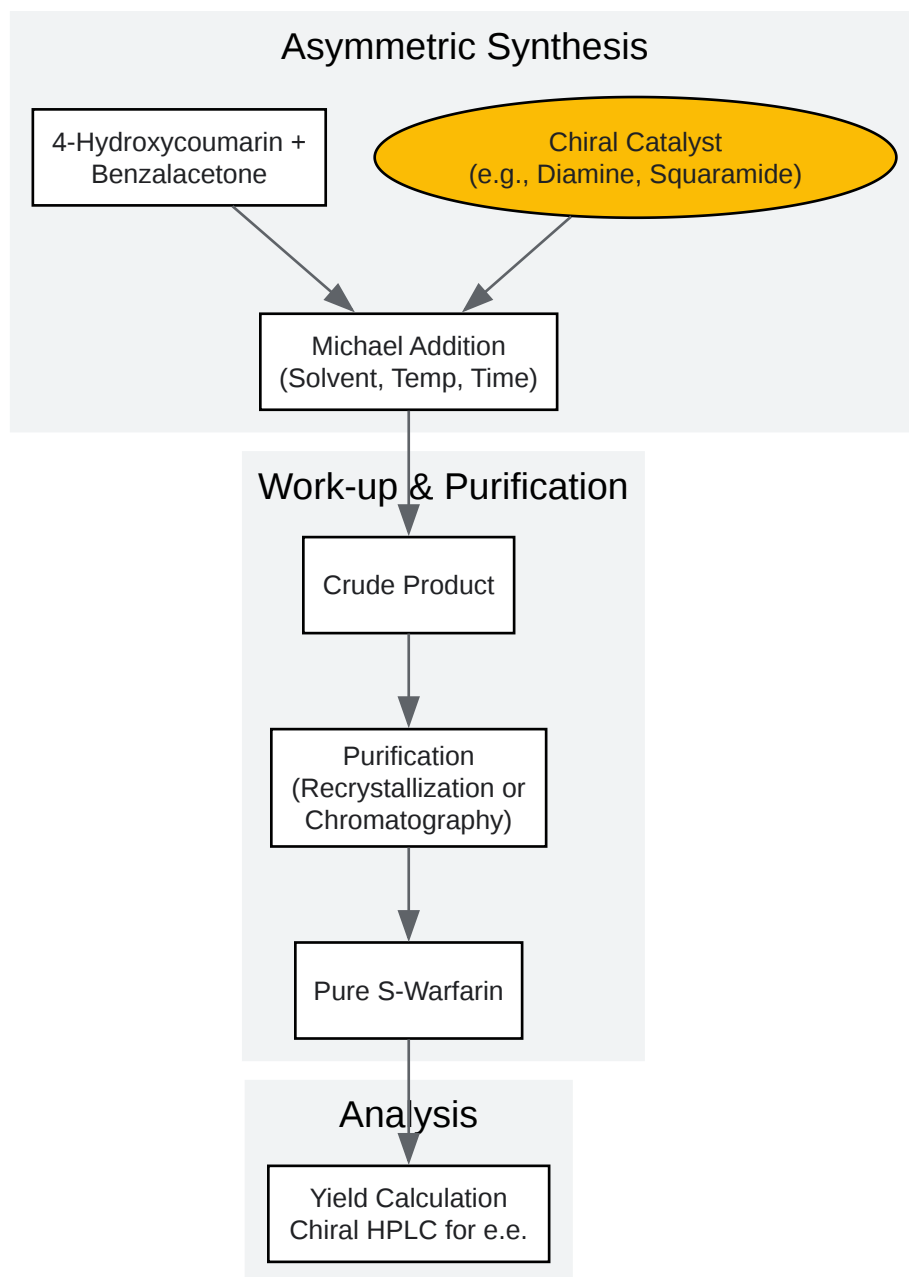 Asymmetric Synthesis
4-Hydroxycoumarin +
Benzalacetone
Chiral Catalyst
(e.g., Diamine, Squaramide)
Michael Addition
(Solvent, Temp, Time)
Work-up & Purification
Crude Product
Purification
(Recrystallization or
Chromatography)
Pure S-Warfarin
Analysis
Yield Calculation
Chiral HPLC for e.e.